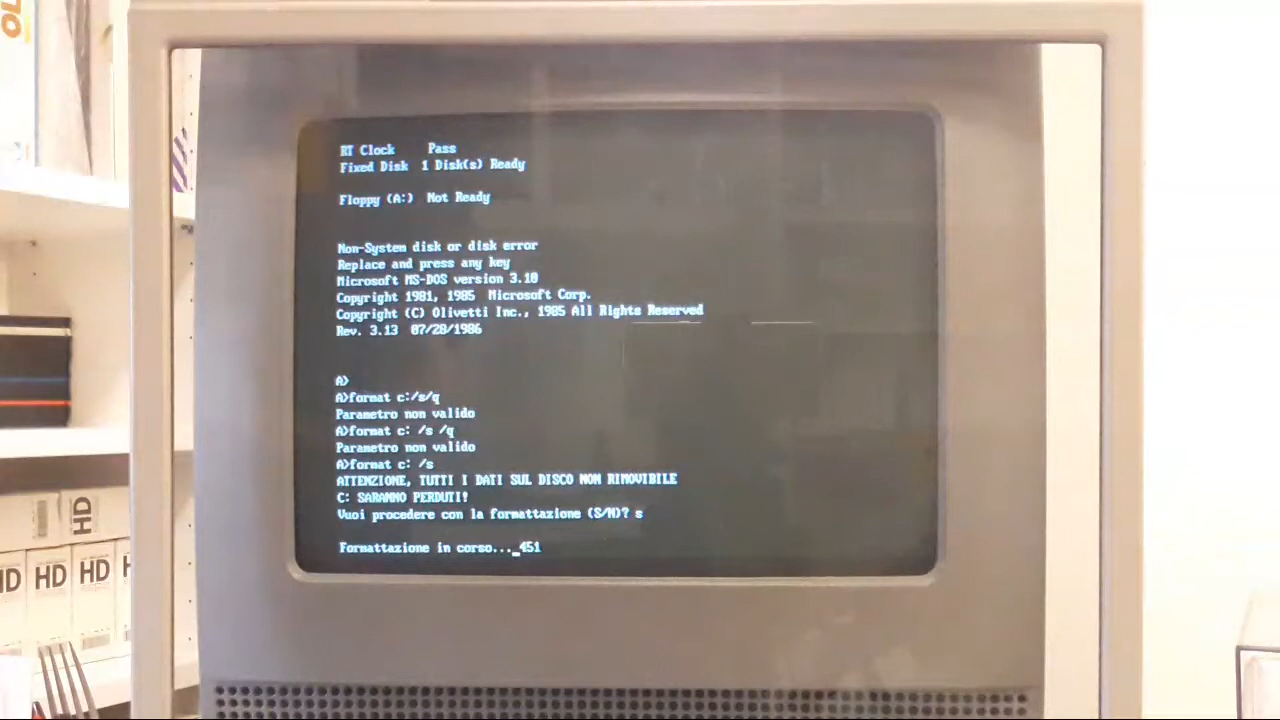 OL
RT Clock Pass
Fixed Disk 1 Disk(s) Ready
Floppy (A:) Not Ready
Non-System disk or disk error
Replace and press any key
Microsoft MS-DOS version 3.10
Copyright 1981, 1985 Microsoft Corp.
Copyright (C) Olivetti Inc., 1985 All Rights Reserved
Rev. 3.13 07/28/1986
A>
A>format c:/s/q
Parametro non valido
A>format c: /s /q
Parametro non valido
A>format c: /s
ATTENZIONE, TUTTI I DATI SUL DISCO NON RIMOVIBILE
C: SARANNO PERDUTI!
Vuoi procedere con la formattazione (S/N)? s
Formattazione in corso..._451
HD
HD HD HD H